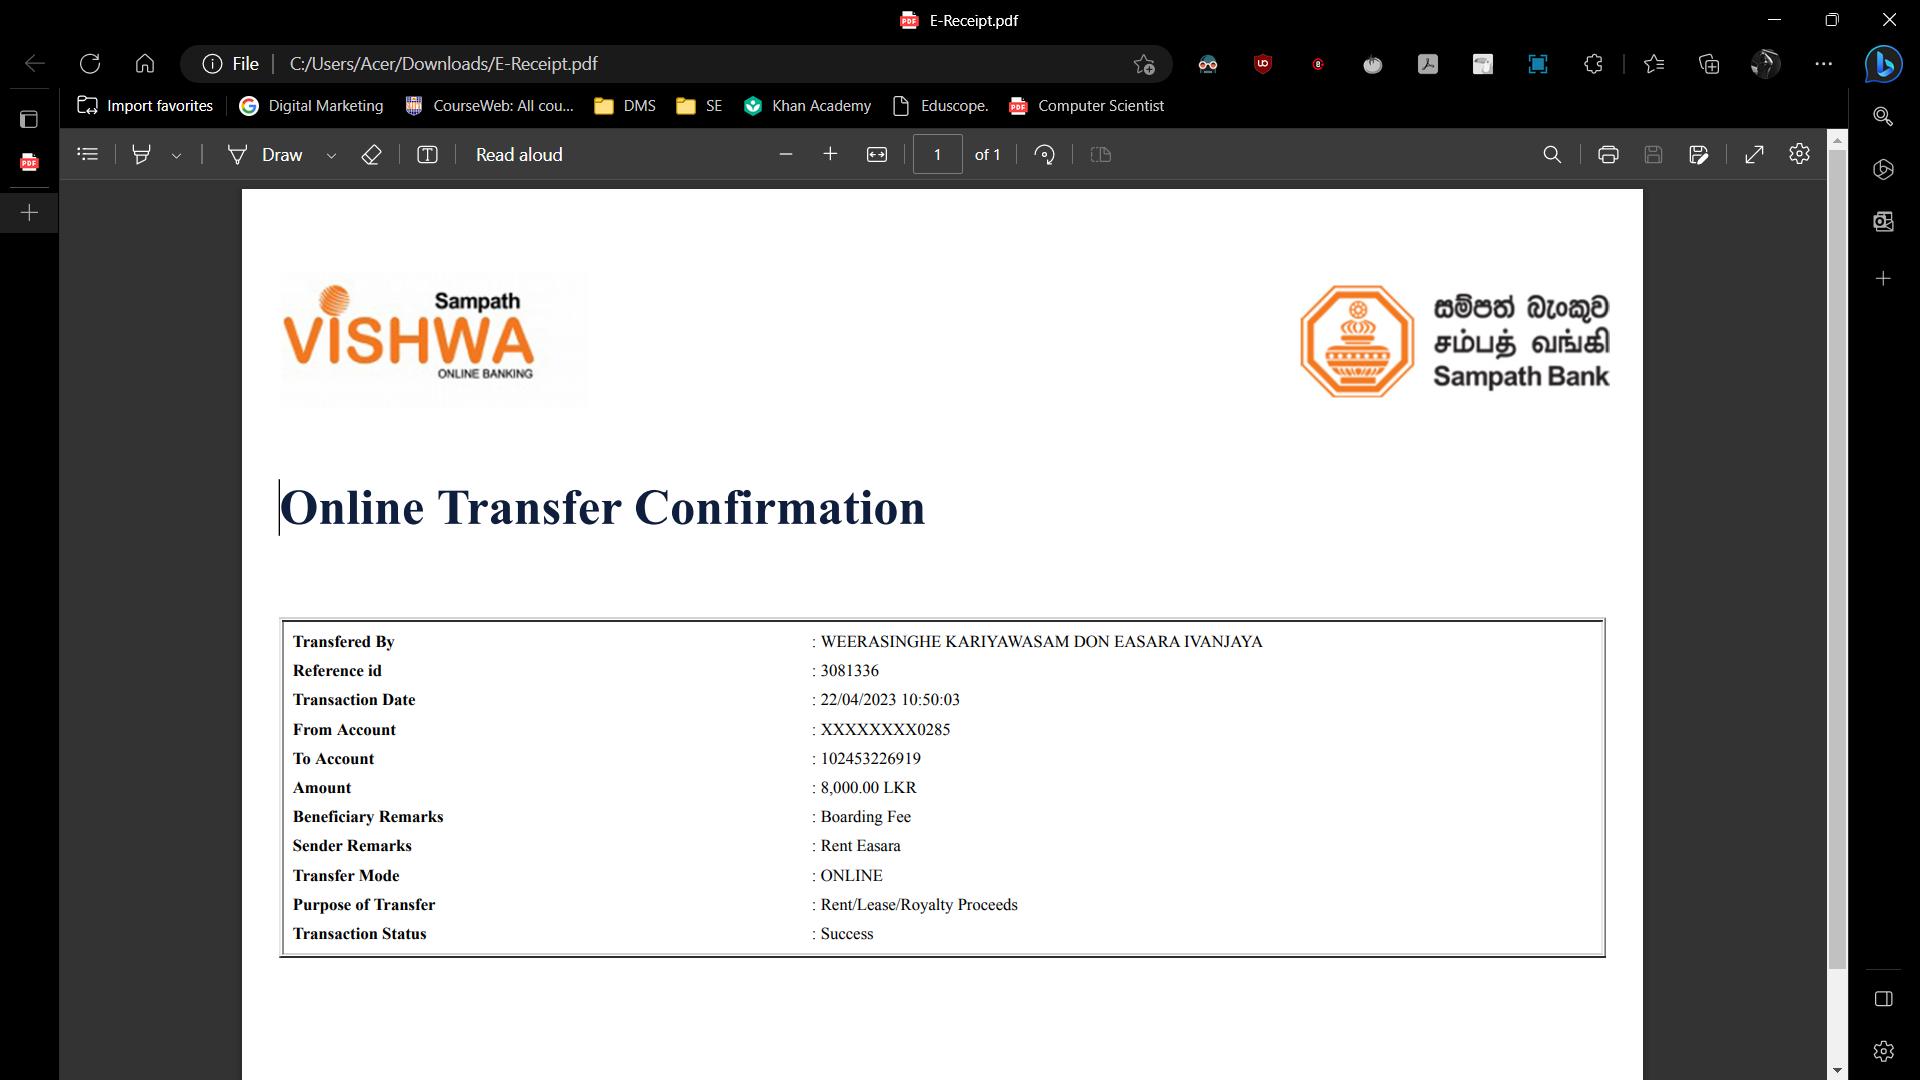 E-Receipt.pdf
File
C:/Users/Acer/Downloads/E-Receipt.pdf
Import favorites
Digital Marketing
CourseWeb: All cou...
DMS
SE
Khan Academy
Eduscope.
Computer Scientist
Draw
Read aloud
1
of 1
Sampath
VISHWA
ONLINE BANKING
සම්පත් බැංකුව
சம்பத் வங்கி
Sampath Bank
Online Transfer Confirmation
Transfered By : WEERASINGHE KARIYAWASAM DON EASARA IVANJAYA
Reference id : 3081336
Transaction Date : 22/04/2023 10:50:03
From Account : XXXXXXXX0285
To Account : 102453226919
Amount : 8,000.00 LKR
Beneficiary Remarks : Boarding Fee
Sender Remarks : Rent Easara
Transfer Mode : ONLINE
Purpose of Transfer : Rent/Lease/Royalty Proceeds
Transaction Status : Success